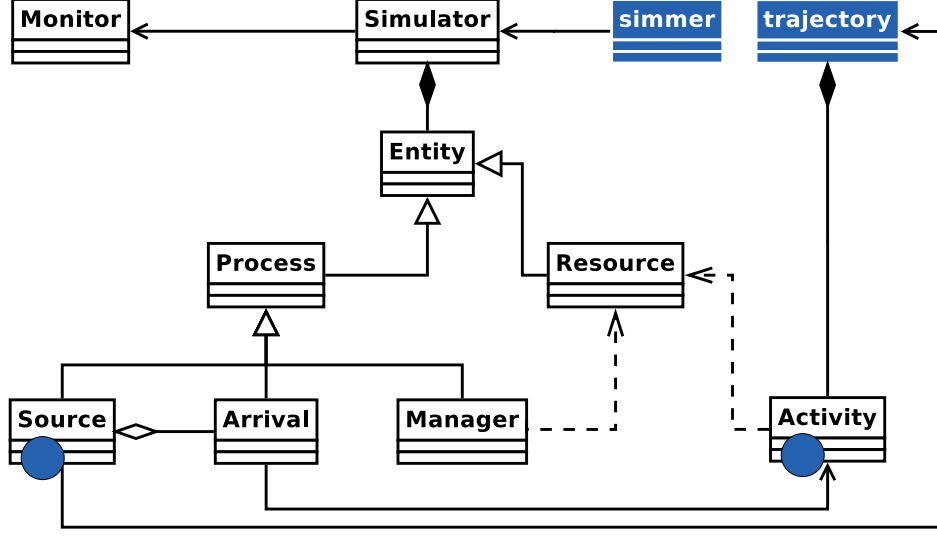 Monitor
Simulator
simmer
trajectory
Entity
Process
Resource
Source
Arrival
Manager
Activity